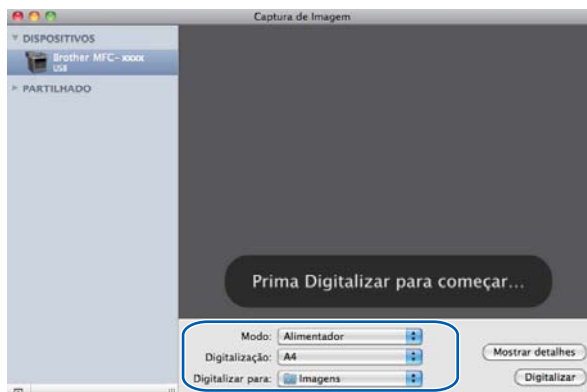 Captura de Imagem
DISPOSITIVOS
Brother MFC-xxxx
USB
PARTILHADO
Prima Digitalizar para começar...
Modo: Alimentador
Digitalização: A4
Mostrar detalhes
Digitalizar para: Imagens
Digitalizar